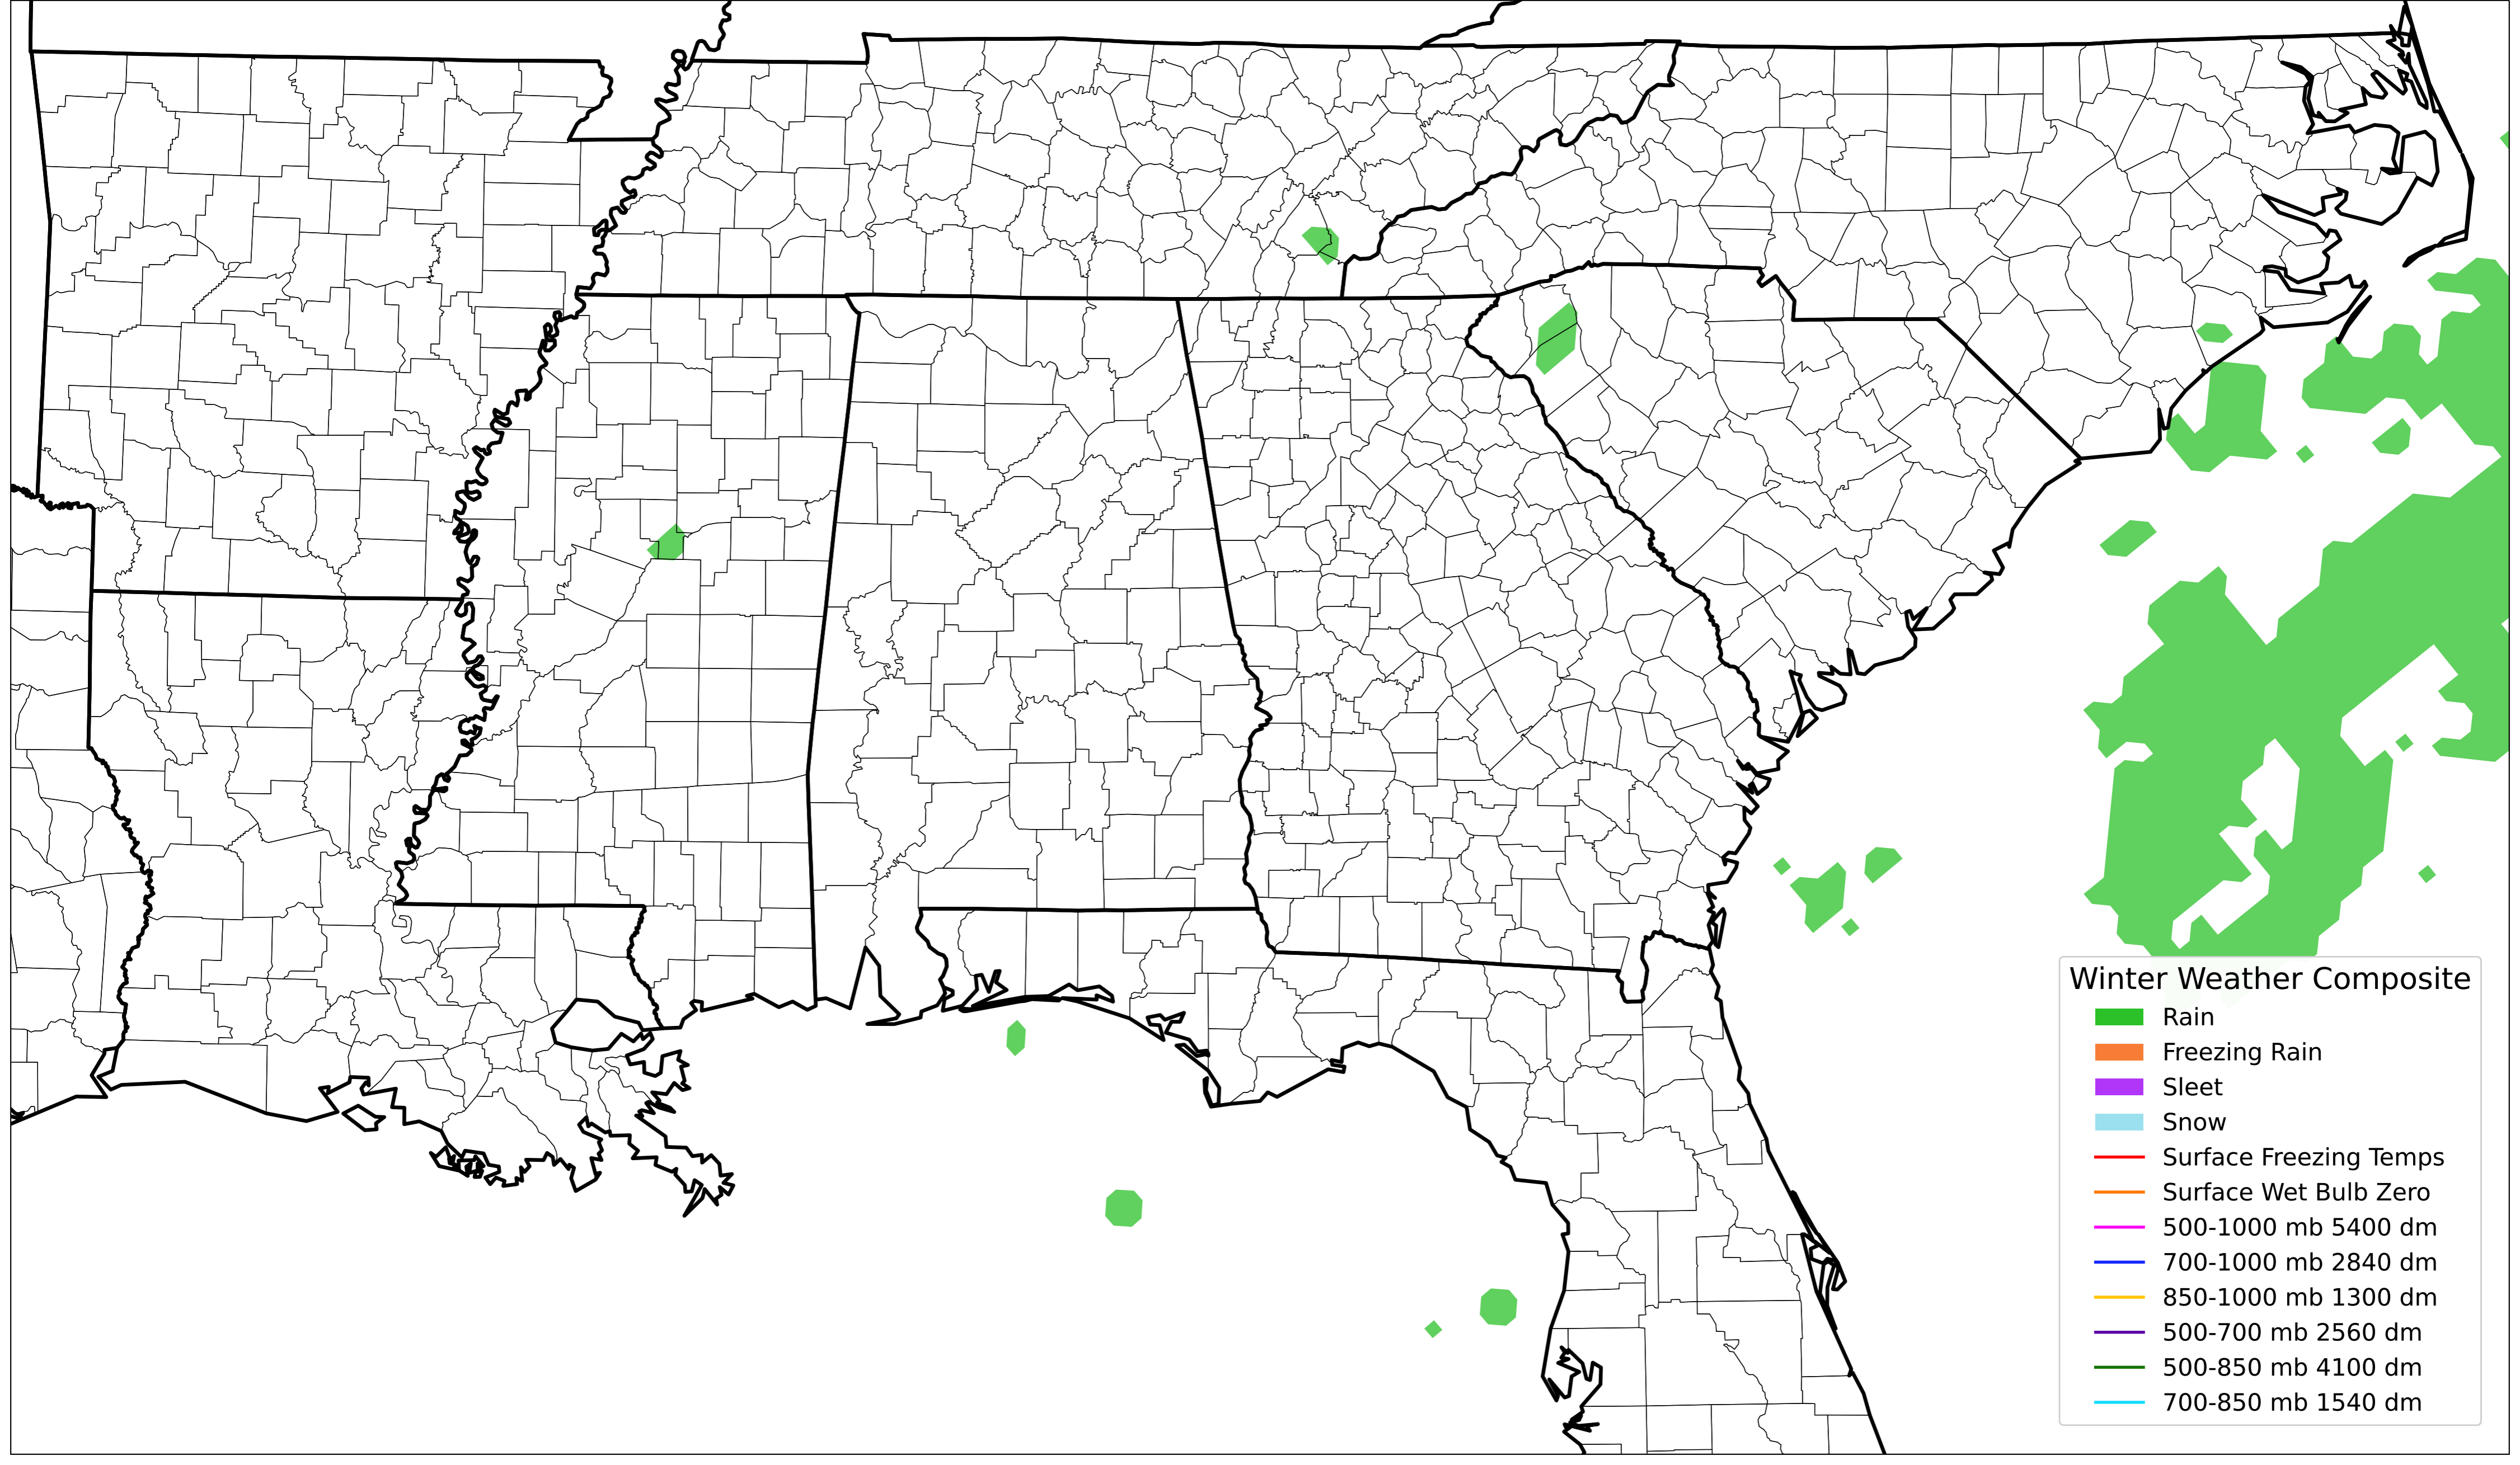 Winter Weather Composite
Rain
Freezing Rain
Sleet
Snow
Surface Freezing Temps
Surface Wet Bulb Zero
500-1000 mb 5400 dm
700-1000 mb 2840 dm
850-1000 mb 1300 dm
500-700 mb 2560 dm
500-850 mb 4100 dm
700-850 mb 1540 dm